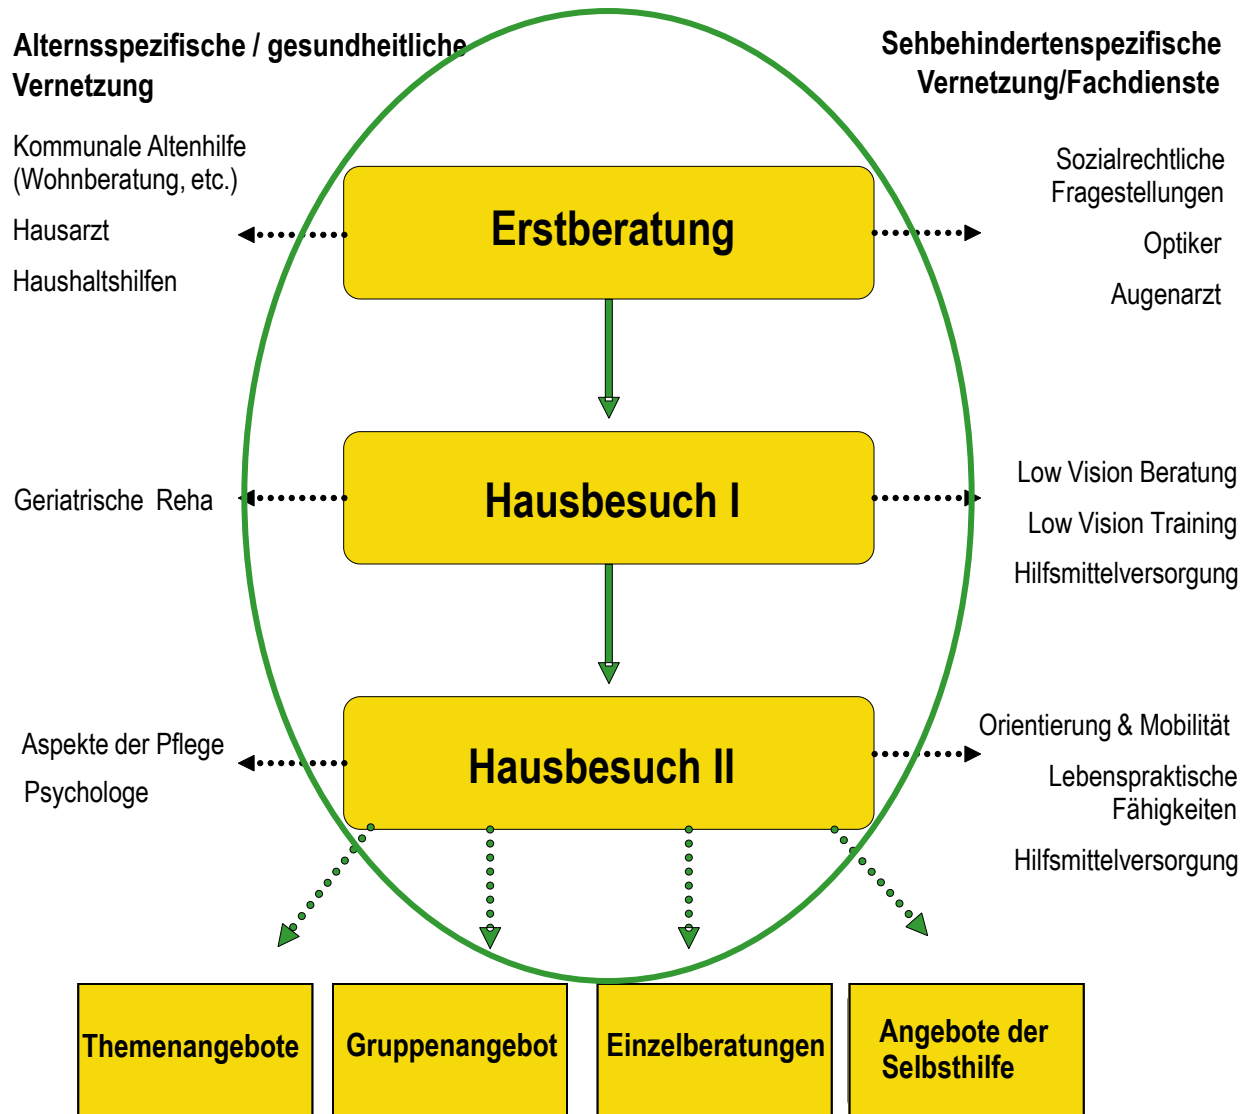 Alternsspezifische / gesundheitliche
Vernetzung
Kommunale Altenhilfe
(Wohnberatung, etc.)
Hausarzt
Haushaltshilfen
Sehbehindertenspezifische
Vernetzung/Fachdienste
Sozialrechtliche
Fragestellungen
Optiker
Augenarzt
Erstberatung
Geriatrische Reha
Hausbesuch I
Low Vision Beratung
Low Vision Training
Hilfsmittelversorgung
Aspekte der Pflege
Psychologe
Hausbesuch II
Orientierung & Mobilität
Lebenspraktische
Fähigkeiten
Hilfsmittelversorgung
Themenangebote
Gruppenangebot
Einzelberatungen
Angebote der
Selbsthilfe